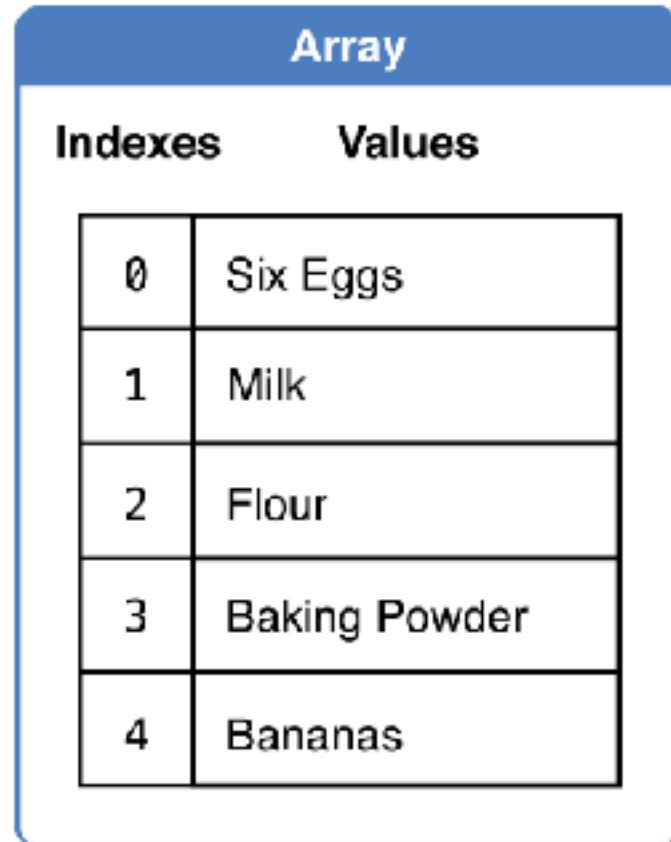 Array
Indexes Values
0 Six Eggs
1 Milk
2 Flour
3 Baking Powder
4 Bananas